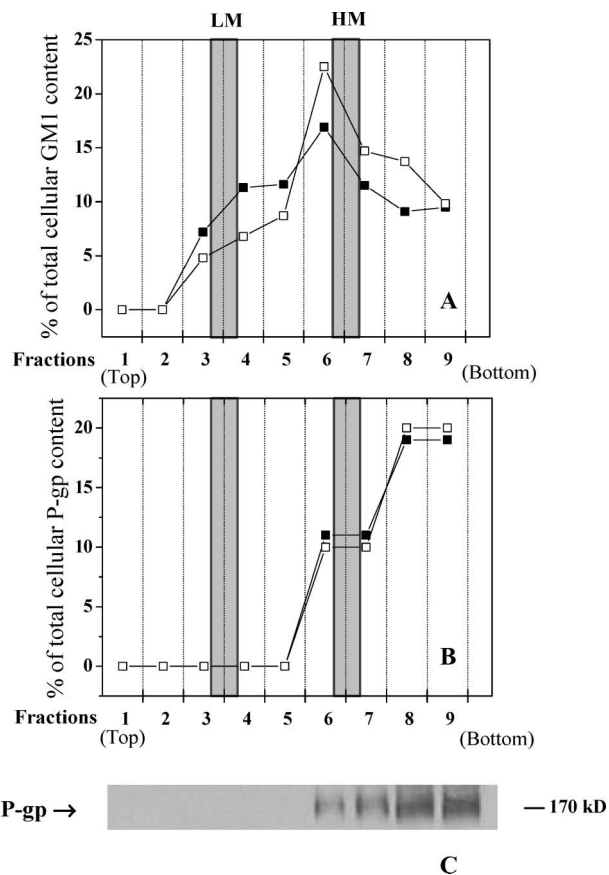 LM HM
% of total cellular GM1 content
25
20
15
10
5
0
A
Fractions 1 2 3 4 5 6 7 8 9
(Top) (Bottom)
% of total cellular P-gp content
20
15
10
5
0
B
Fractions 1 2 3 4 5 6 7 8 9
(Top) (Bottom)
P-gp → — 170 kD
C